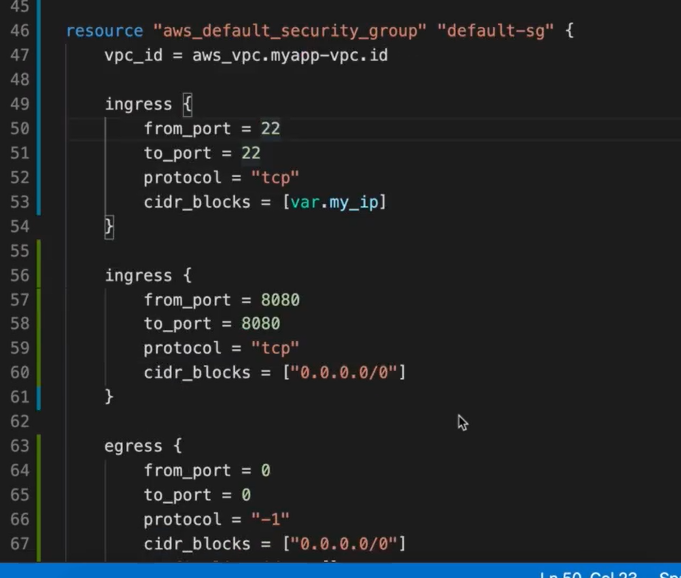 45
46 resource "aws_default_security_group" "default-sg" {
47 vpc_id = aws_vpc.myapp-vpc.id
48
49 ingress {
50 from_port = 22
51 to_port = 22
52 protocol = "tcp"
53 cidr_blocks = [var.my_ip]
54 }
55
56 ingress {
57 from_port = 8080
58 to_port = 8080
59 protocol = "tcp"
60 cidr_blocks = ["0.0.0.0/0"]
61 }
62
63 egress {
64 from_port = 0
65 to_port = 0
66 protocol = "-1"
67 cidr_blocks = ["0.0.0.0/0"]
Ln 50, Col 23